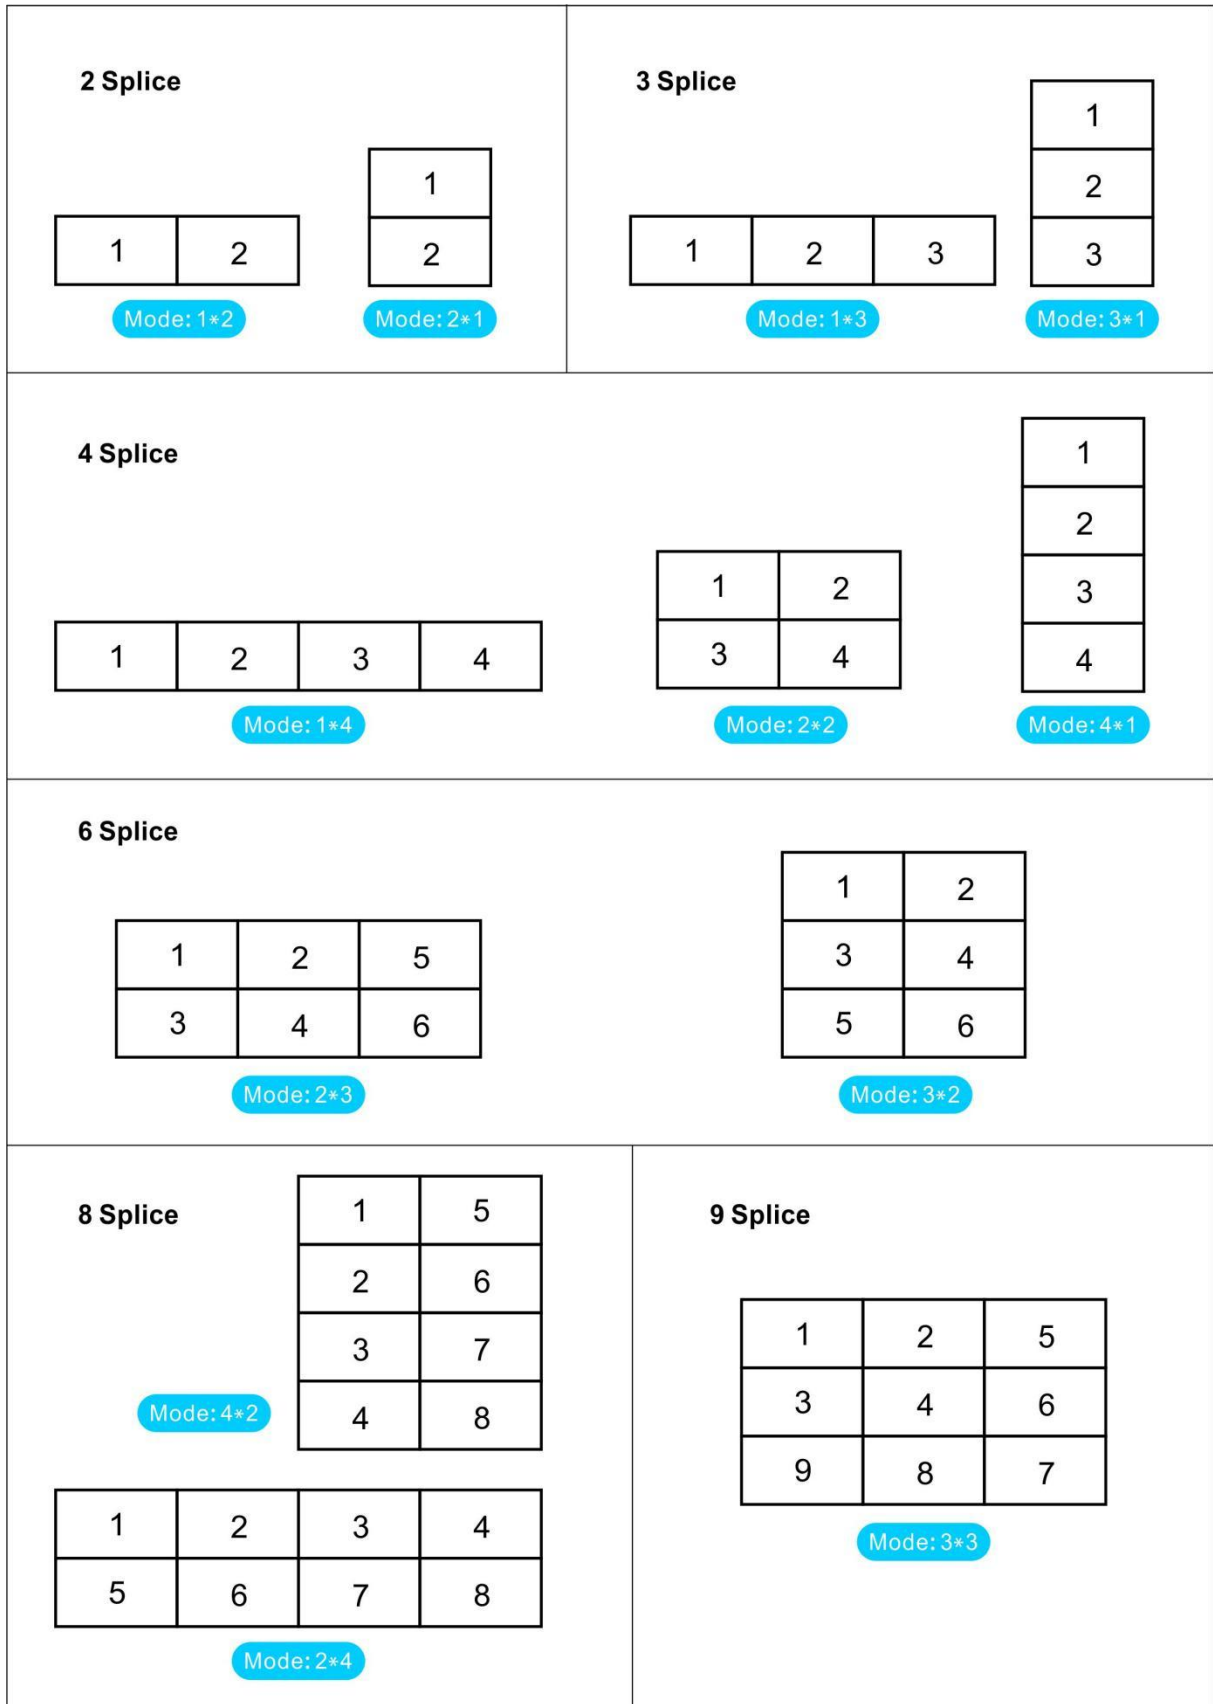 2 Splice
1 2
Mode: 1*2
1
2
Mode: 2*1
3 Splice
1 2 3
Mode: 1*3
1
2
3
Mode: 3*1
4 Splice
1 2 3 4
Mode: 1*4
1 2
3 4
Mode: 2*2
1
2
3
4
Mode: 4*1
6 Splice
1 2 5
3 4 6
Mode: 2*3
1 2
3 4
5 6
Mode: 3*2
8 Splice
1 5
2 6
3 7
4 8
Mode: 4*2
1 2 3 4
5 6 7 8
Mode: 2*4
9 Splice
1 2 5
3 4 6
9 8 7
Mode: 3*3